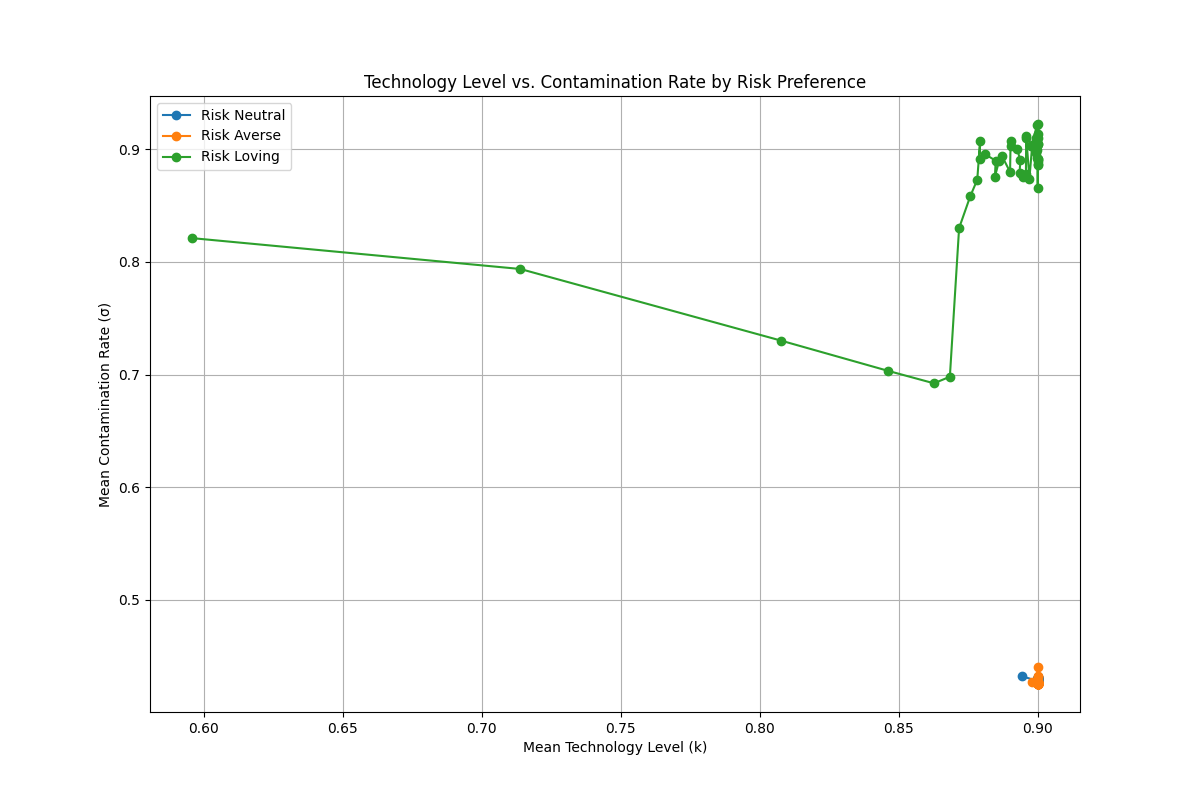 Technology Level vs. Contamination Rate by Risk Preference
Risk Neutral
Risk Averse
Risk Loving
Mean Contamination Rate (σ)
0.9
0.8
0.7
0.6
0.5
0.60 0.65 0.70 0.75 0.80 0.85 0.90
Mean Technology Level (k)